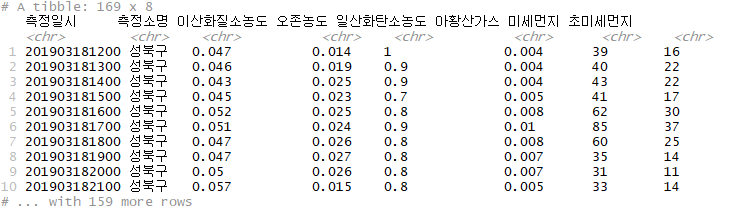 # A tibble: 169 x 8
측정일시 측정소명 이산화질소농도 오존농도 일산화탄소농도 아황산가스 미세먼지 초미세먼지
<chr> <chr> <chr> <chr> <chr> <chr> <chr> <chr>
1 201903181200 성북구 0.047 0.014 1 0.004 39 16
2 201903181300 성북구 0.046 0.019 0.9 0.004 40 22
3 201903181400 성북구 0.043 0.025 0.9 0.004 43 22
4 201903181500 성북구 0.045 0.023 0.7 0.005 41 17
5 201903181600 성북구 0.052 0.025 0.8 0.008 62 30
6 201903181700 성북구 0.051 0.024 0.9 0.01 85 37
7 201903181800 성북구 0.047 0.026 0.8 0.008 60 25
8 201903181900 성북구 0.047 0.027 0.8 0.007 35 14
9 201903182000 성북구 0.05 0.026 0.8 0.007 31 11
10 201903182100 성북구 0.057 0.015 0.8 0.005 33 14
# ... with 159 more rows